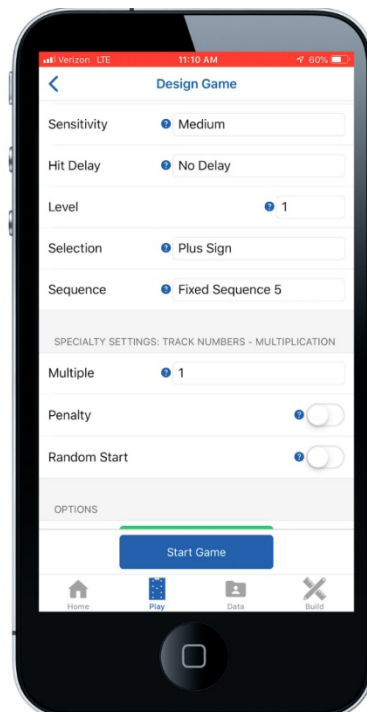 Verizon LTE 11:10 AM 60%
Design Game
Sensitivity ? Medium
Hit Delay ? No Delay
Level ? 1
Selection ? Plus Sign
Sequence ? Fixed Sequence 5
SPECIALTY SETTINGS: TRACK NUMBERS - MULTIPLICATION
Multiple ? 1
Penalty ?
Random Start ?
OPTIONS
Start Game
Home Play Data Build